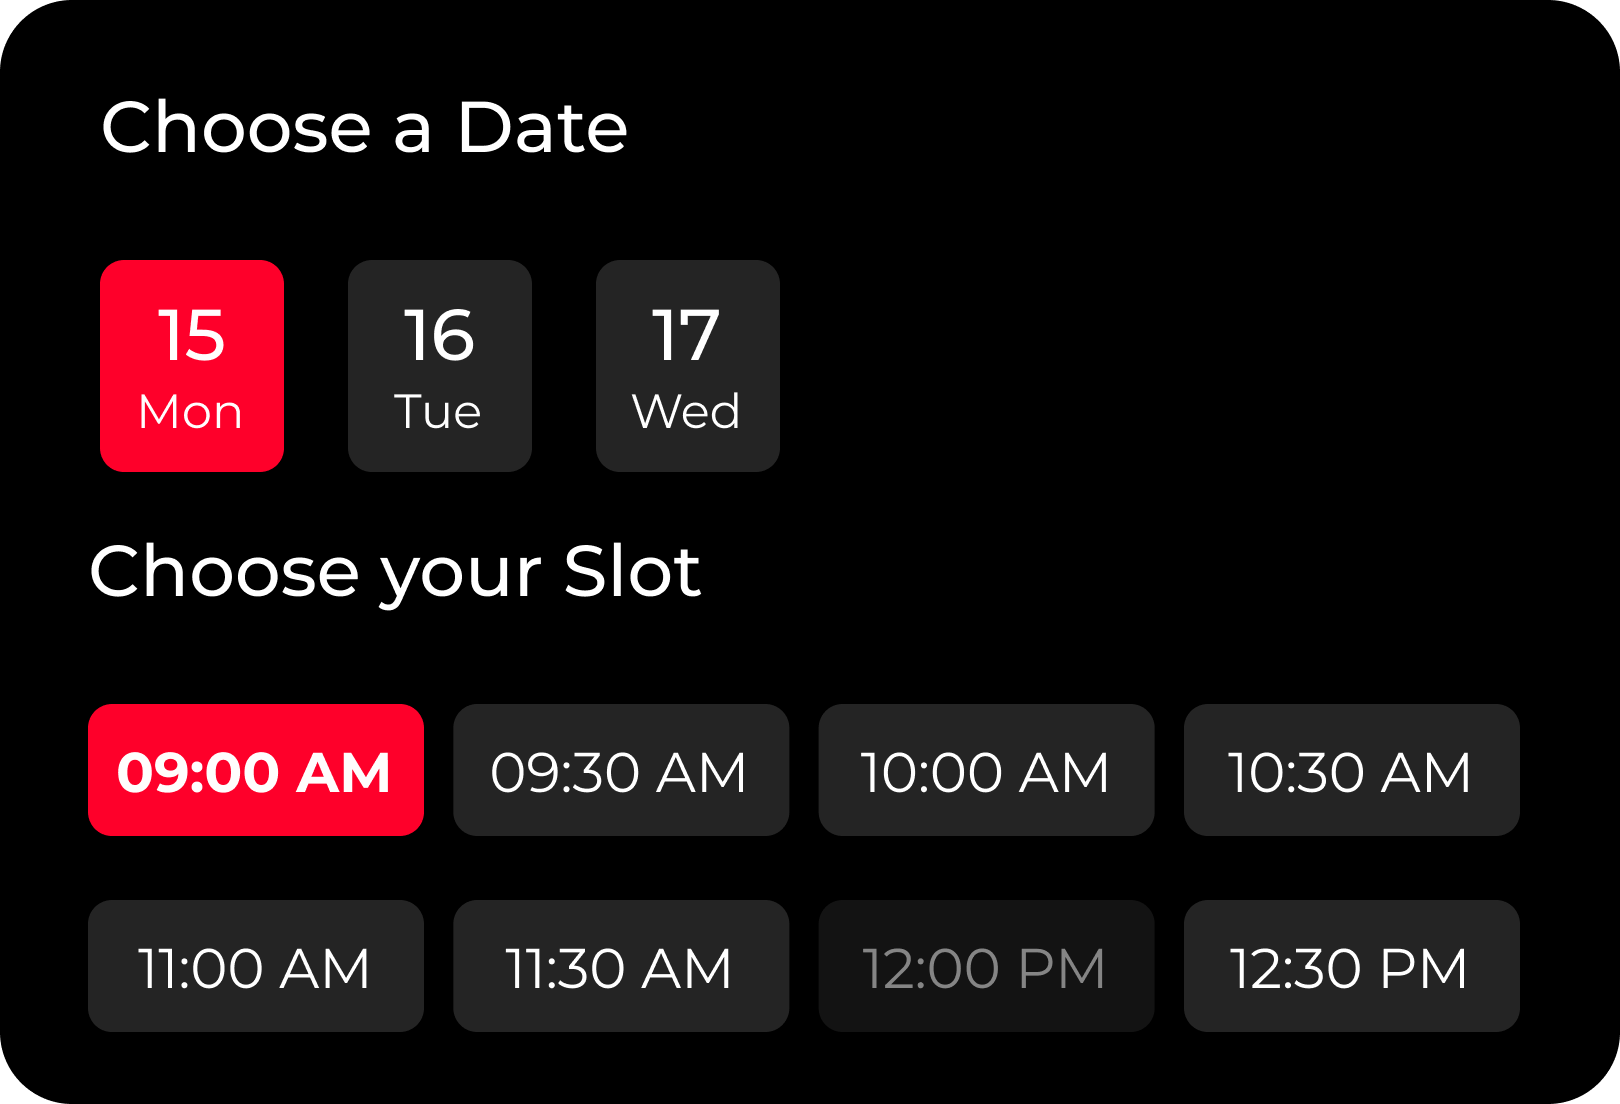 Choose a Date
15 16 17
Mon Tue Wed
Choose your Slot
09:00 AM 09:30 AM 10:00 AM 10:30 AM
11:00 AM 11:30 AM 12:00 PM 12:30 PM